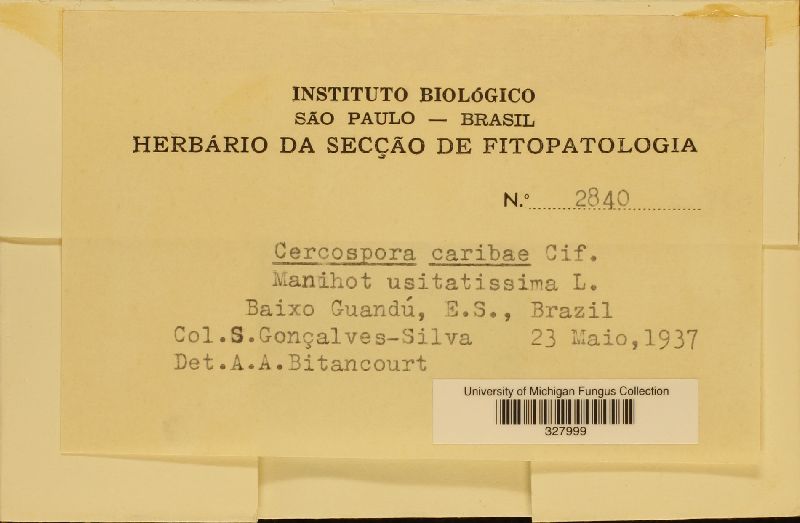 INSTITUTO BIOLÓGICO
SÃO PAULO — BRASIL
HERBÁRIO DA SECÇÃO DE FITOPATOLOGIA
N.º 2840
Cercospora caribae Cif.
Manihot usitatissima L.
Baixo Guandú, E.S., Brazil
Col.S.Gonçalves-Silva 23 Maio,1937
Det.A.A.Bitancourt
University of Michigan Fungus Collection
327999